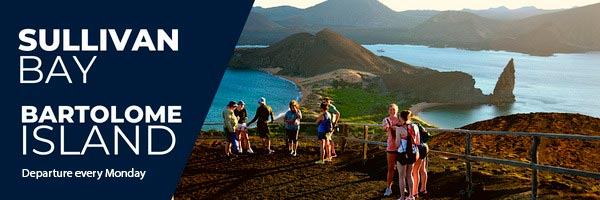 SULLIVAN
BAY
BARTOLOME
ISLAND
Departure every Monday